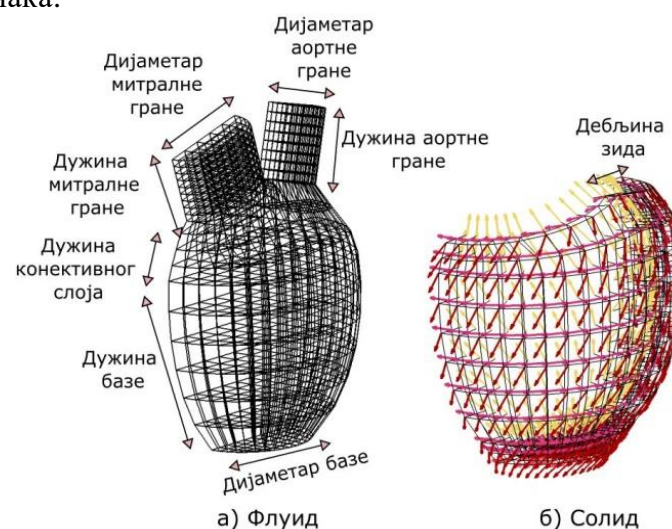 лака.
Дијаметар
аортне
гране
Дијаметар
митралне
гране
Дужина аортне
гране
Дебљина
зида
Дужина
митралне
гране
Дужина
конективног
слоја
Дужина
базе
Дијаметар базе
а) Флуид
б) Солид